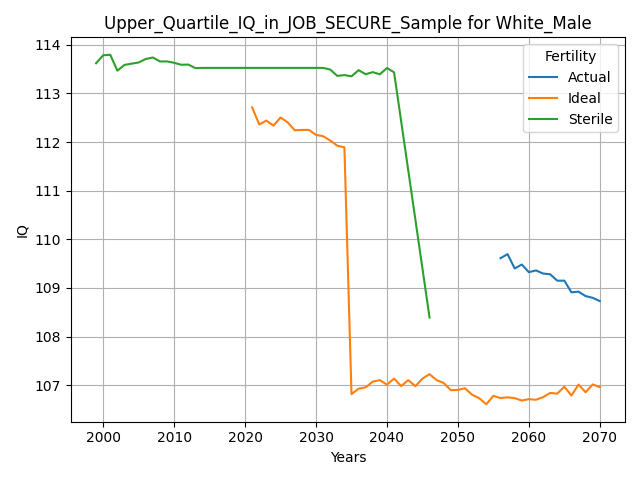 Upper_Quartile_IQ_in_JOB_SECURE_Sample for White_Male
Fertility
Actual
Ideal
Sterile
IQ
114
113
112
111
110
109
108
107
2000 2010 2020 2030 2040 2050 2060 2070
Years